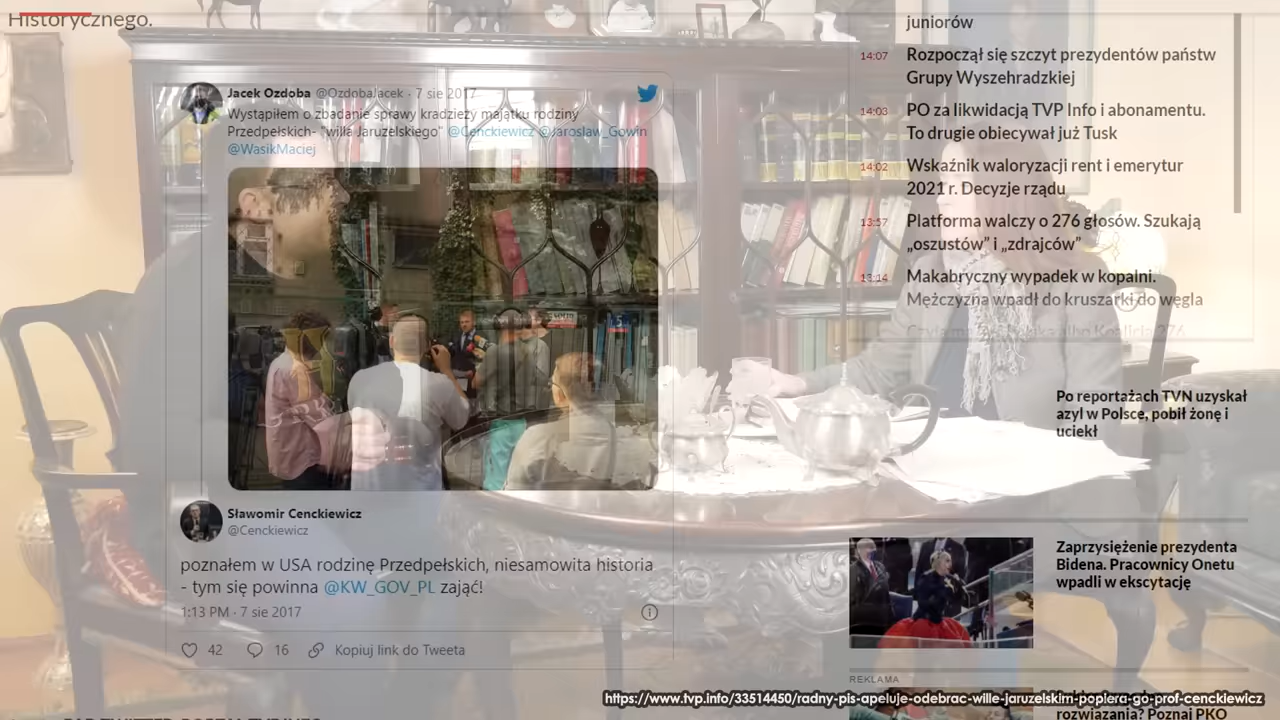 Historycznego.
Jacek Ozdoba @OzdobaJacek · 7 sie 2017
Wystąpiłem o zbadanie sprawy kradzieży majątku rodziny
Przedpełskich- "willa Jaruzelskiego" @Cenckiewicz @Jaroslaw_Gowin
@WasikMaciej
Sławomir Cenckiewicz
@Cenckiewicz
poznałem w USA rodzinę Przedpełskich, niesamowita historia
- tym się powinna @KW_GOV_PL zająć!
1:13 PM · 7 sie 2017
42 16 Kopiuj link do Tweeta
juniorów
14:07 Rozpoczął się szczyt prezydentów państw
Grupy Wyszehradzkiej
14:03 PO za likwidacją TVP Info i abonamentu.
To drugie obiecywał już Tusk
14:02 Wskaźnik waloryzacji rent i emerytur
2021 r. Decyzje rządu
13:57 Platforma walczy o 276 głosów. Szukają
„oszustów” i „zdrajców”
13:14 Makabryczny wypadek w kopalni.
Mężczyzna wpadł do kruszarki do węgla
Po reportażach TVN uzyskał
azyl w Polsce, pobił żonę i
uciekł
Zaprzysiężenie prezydenta
Bidena. Pracownicy Onetu
wpadli w ekscytację
REKLAMA
https://www.tvp.info/33514450/radny-pis-apeluje-odebrac-wille-jaruzelskim-popiera-go-prof-cenckiewicz
rozwiązania? Poznaj PKO